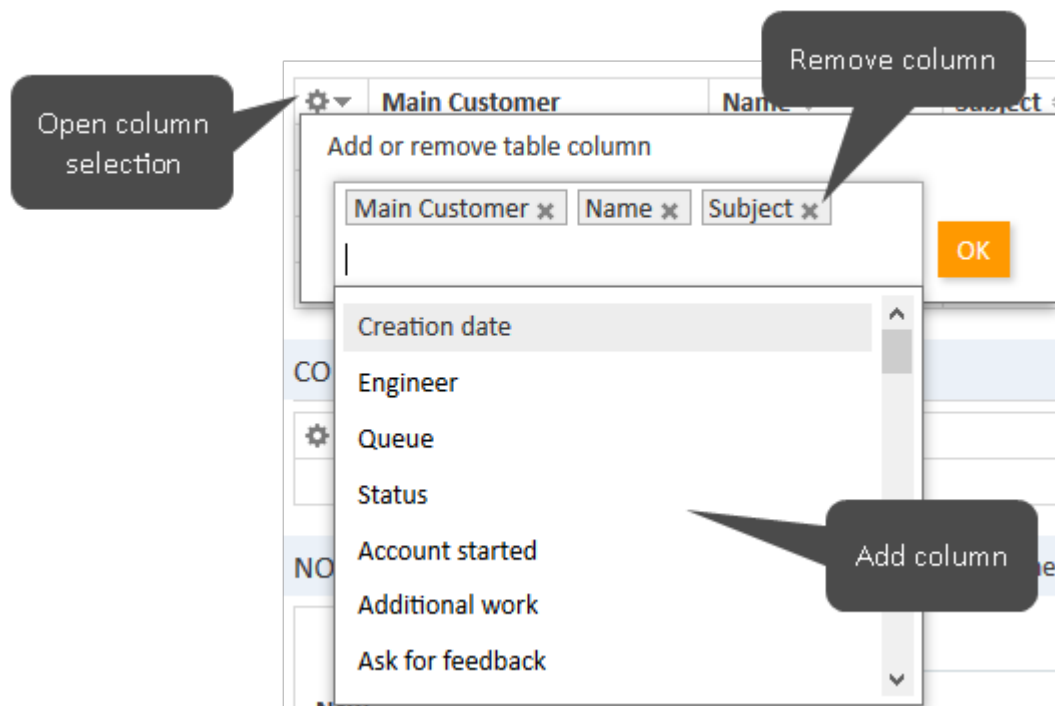 Remove column
Open column
selection
Main Customer Name Subject
Add or remove table column
Main Customer Name Subject
OK
Creation date
CO
Engineer
Queue
Status
Account started
Add column
NO
Additional work
Ask for feedback